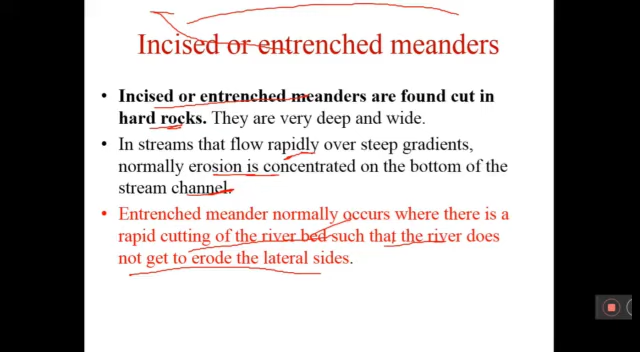 Incised or entrenched meanders
• Incised or entrenched meanders are found cut in
hard rocks. They are very deep and wide.
• In streams that flow rapidly over steep gradients,
normally erosion is concentrated on the bottom of the
stream channel.
• Entrenched meander normally occurs where there is a
rapid cutting of the river bed such that the river does
not get to erode the lateral sides.